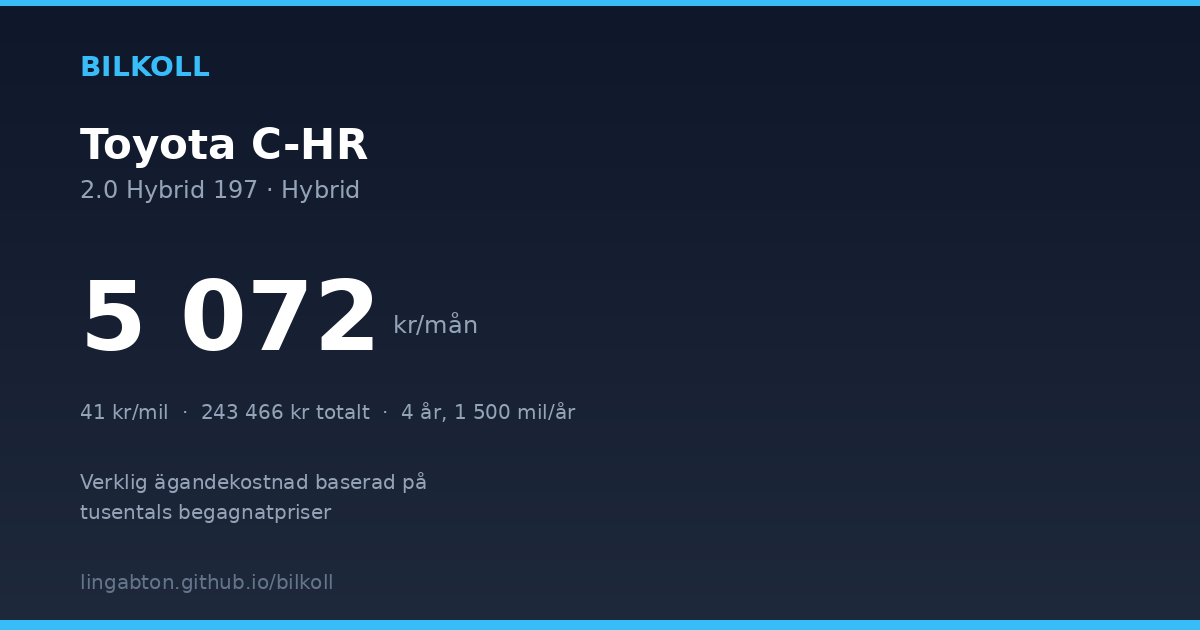 BILKOLL
Toyota C-HR
2.0 Hybrid 197 · Hybrid
5 072 kr/mån
41 kr/mil · 243 466 kr totalt · 4 år, 1 500 mil/år
Verklig ägandekostnad baserad på
tusentals begagnatpriser
lingabton.github.io/bilkoll